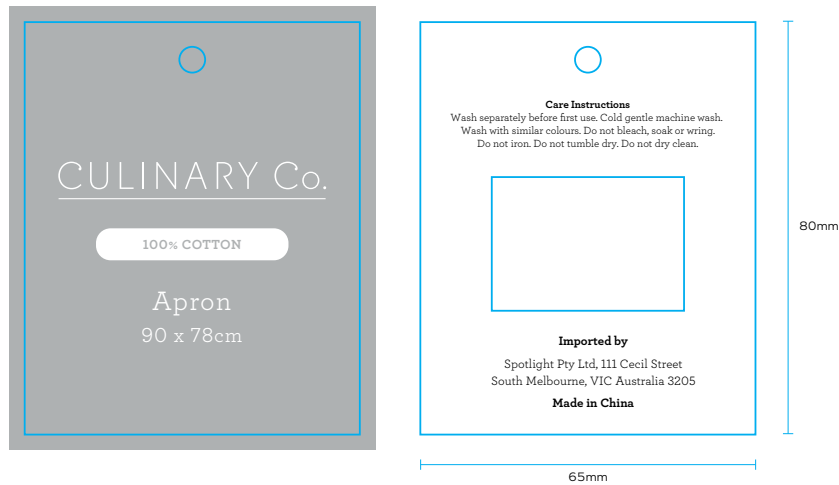 CULINARY Co.
100% COTTON
Apron
90 x 78cm
Care Instructions
Wash separately before first use. Cold gentle machine wash.
Wash with similar colours. Do not bleach, soak or wring.
Do not iron. Do not tumble dry. Do not dry clean.
Imported by
Spotlight Pty Ltd, 111 Cecil Street
South Melbourne, VIC Australia 3205
Made in China
80mm
65mm